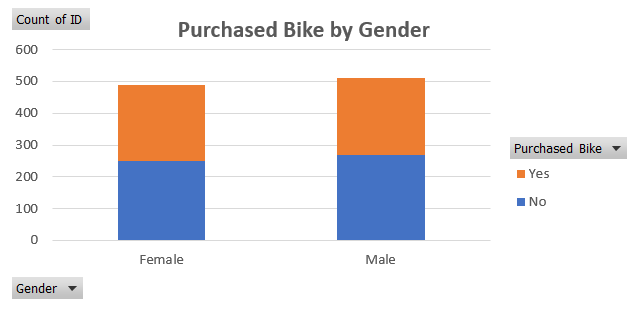 Count of ID
Purchased Bike by Gender
600
500
400
300
200
100
0
Female Male
Purchased Bike
Yes
No
Gender